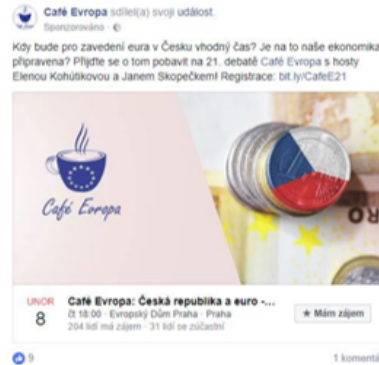 Café Evropa sdílel(a) svoji událost.
Sponzorováno ·
Kdy bude pro zavedení eura v Česku vhodný čas? Je na to naše ekonomika
připravena? Přijďte se o tom pobavit na 21. debatě Café Evropa s hosty
Elenou Kohútikovou a Janem Skopečkem! Registrace: bit.ly/CafeE21
Café Evropa
ÚNOR
8
Café Evropa: Česká republika a euro -...
čt 18:00 · Evropský Dům Praha · Praha
204 lidí má zájem · 31 lidí se zúčastní
★ Mám zájem
9
1 komentá